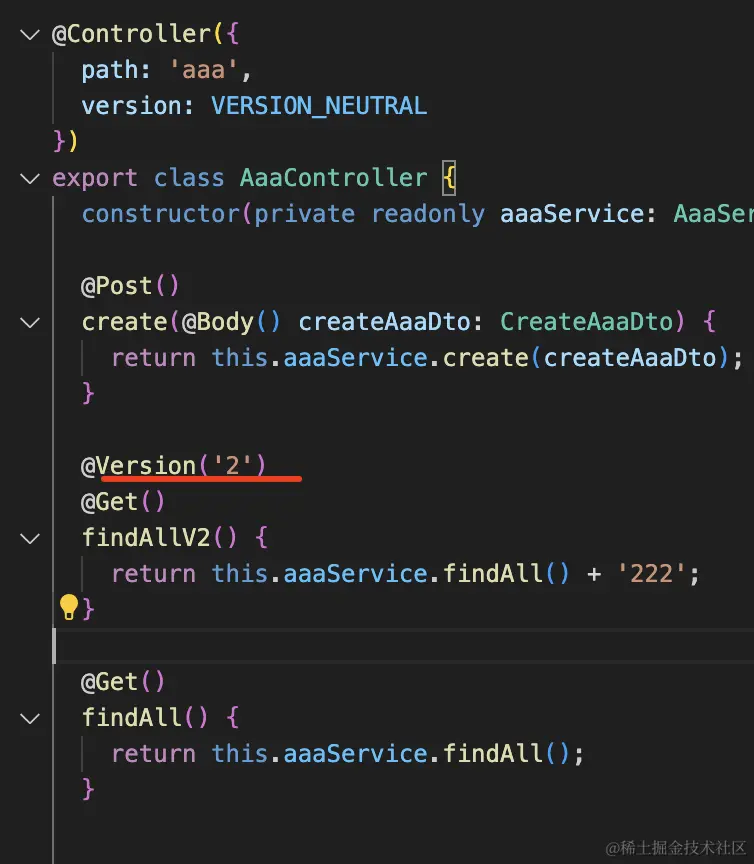 @Controller({
  path: 'aaa',
  version: VERSION_NEUTRAL
})
export class AaaController {
  constructor(private readonly aaaService: AaaSer
  @Post()
  create(@Body() createAaaDto: CreateAaaDto) {
    return this.aaaService.create(createAaaDto);
  }
  @Version('2')
  @Get()
  findAllV2() {
    return this.aaaService.findAll() + '222';
  }
  @Get()
  findAll() {
    return this.aaaService.findAll();
  }
@稀土掘金技术社区